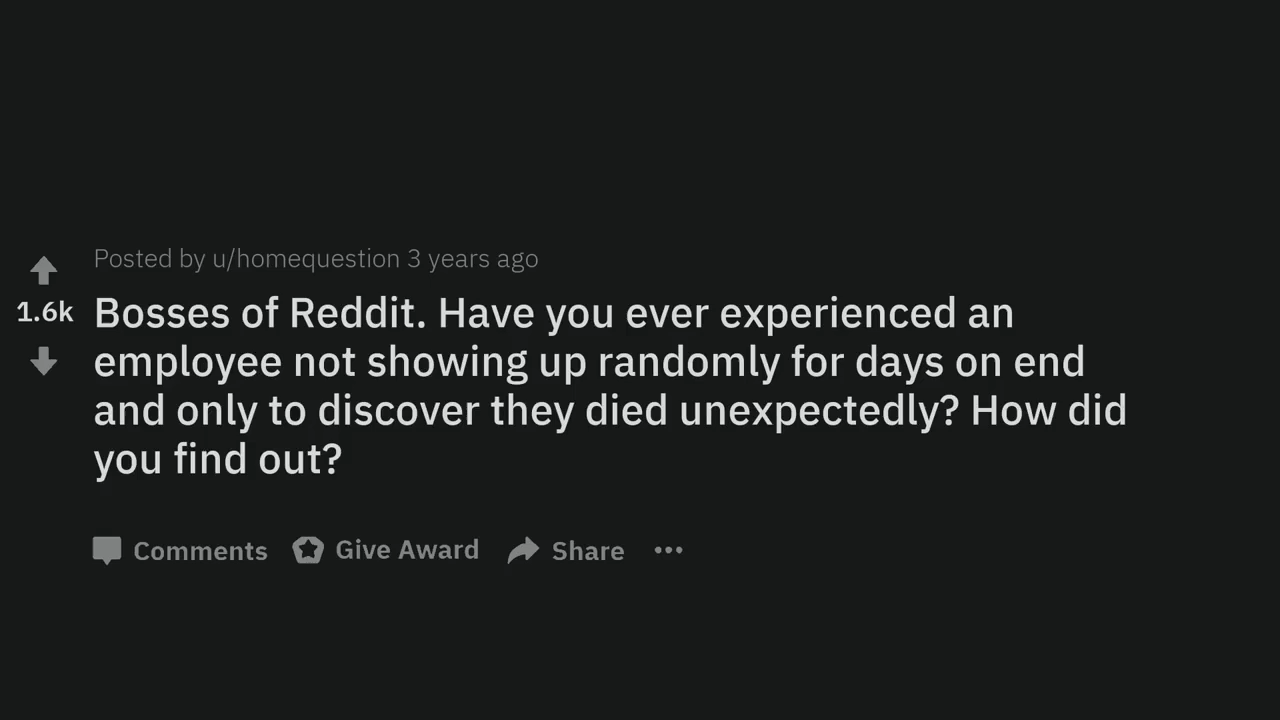 Posted by u/homequestion 3 years ago
1.6k
Bosses of Reddit. Have you ever experienced an
employee not showing up randomly for days on end
and only to discover they died unexpectedly? How did
you find out?
Comments Give Award Share